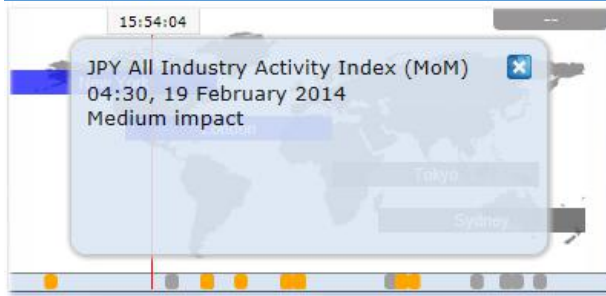 15:54:04
--
JPY All Industry Activity Index (MoM)
04:30, 19 February 2014
Medium impact
London
Tokyo
Sydney